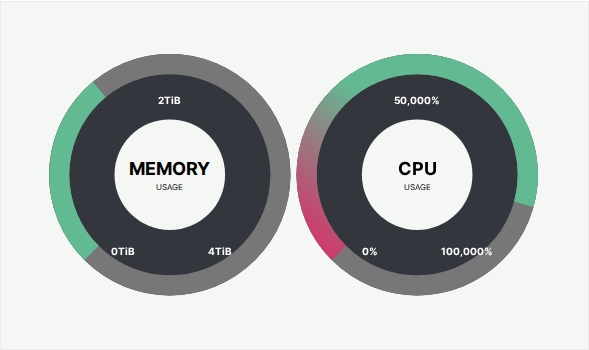 2TiB
MEMORY
USAGE
0TiB
4TiB
50,000%
CPU
USAGE
0%
100,000%